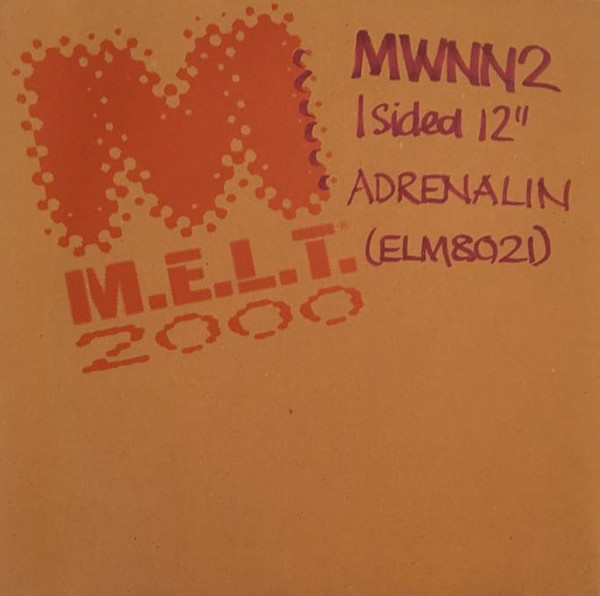 M
M.E.L.T.®
2000
MWNN2
1 Sided 12"
ADRENALIN
(ELM8021)